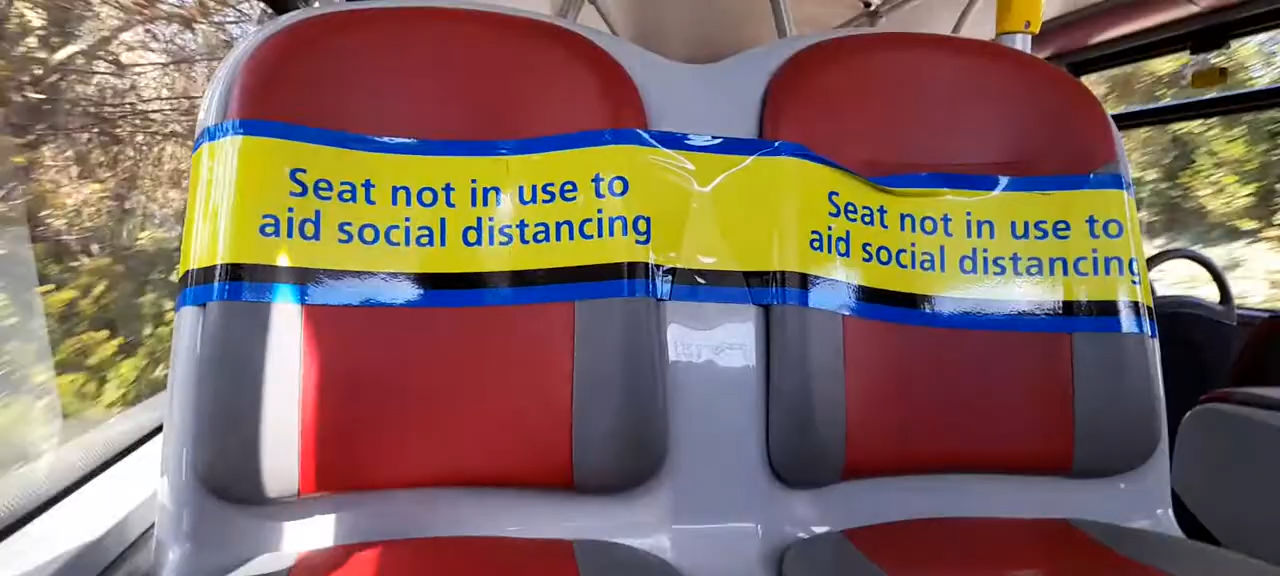 Seat not in use to
aid social distancing
Seat not in use to
aid social distancing